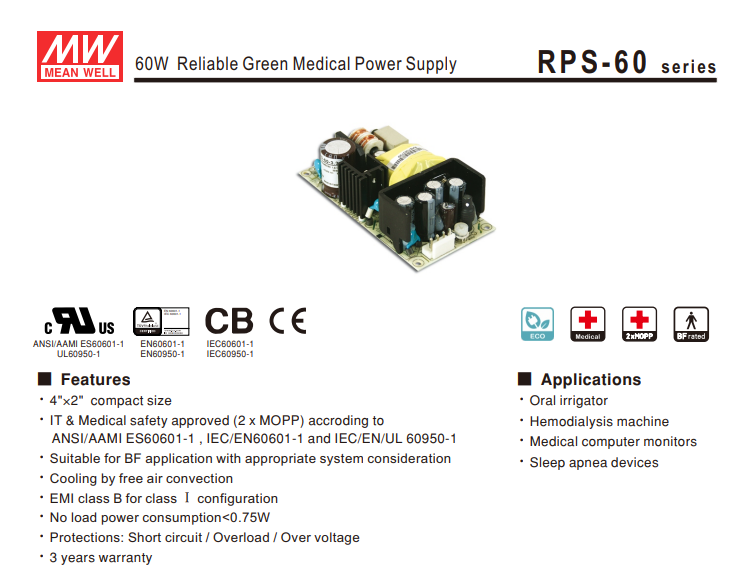 MW
MEAN WELL
60W Reliable Green Medical Power Supply
RPS-60 series
c RU US
ANSI/AAMI ES60601-1
UL60950-1
EN60601-1
EN60950-1
CB
IEC60601-1
IEC60950-1
CE
ECO
Medical
2xMOPP
BF rated
■ Features
· 4"×2" compact size
· IT & Medical safety approved (2 x MOPP) accroding to
ANSI/AAMI ES60601-1 , IEC/EN60601-1 and IEC/EN/UL 60950-1
· Suitable for BF application with appropriate system consideration
· Cooling by free air convection
· EMI class B for class Ⅰ configuration
· No load power consumption<0.75W
· Protections: Short circuit / Overload / Over voltage
· 3 years warranty
■ Applications
· Oral irrigator
· Hemodialysis machine
· Medical computer monitors
· Sleep apnea devices